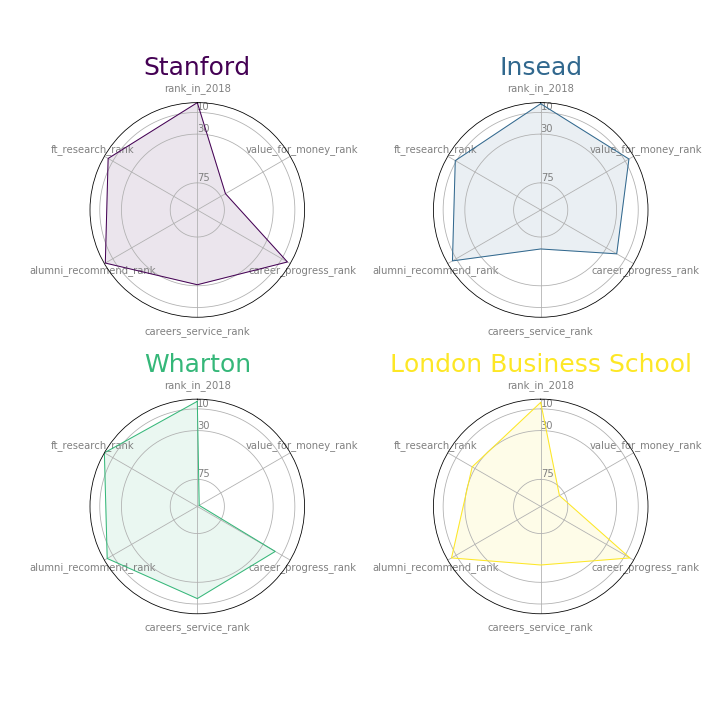 Stanford
rank_in_2018
10
30
75
ft_research_rank
value_for_money_rank
alumni_recommend_rank
career_progress_rank
careers_service_rank
Insead
rank_in_2018
10
30
75
ft_research_rank
value_for_money_rank
alumni_recommend_rank
career_progress_rank
careers_service_rank
Wharton
rank_in_2018
10
30
75
ft_research_rank
value_for_money_rank
alumni_recommend_rank
career_progress_rank
careers_service_rank
London Business School
rank_in_2018
10
30
75
ft_research_rank
value_for_money_rank
alumni_recommend_rank
career_progress_rank
careers_service_rank